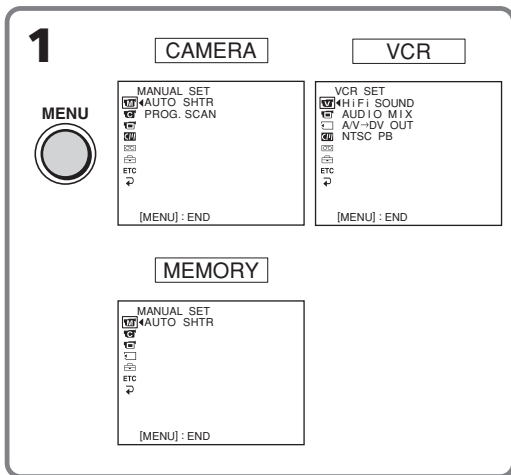 1
CAMERA
VCR
MENU
MANUAL SET
AUTO SHTR
PROG. SCAN
ETC
[MENU] : END
VCR SET
HiFi SOUND
AUDIO MIX
A/V→DV OUT
NTSC PB
ETC
[MENU] : END
MEMORY
MANUAL SET
AUTO SHTR
ETC
[MENU] : END